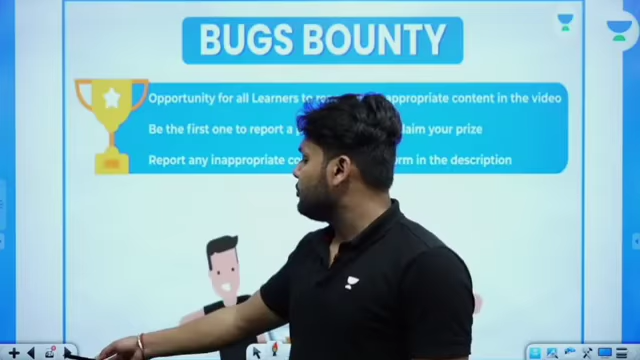 BUGS BOUNTY
Opportunity for all Learners to appropriate content in the video
Be the first one to report a claim your prize
Report any inappropriate in the description